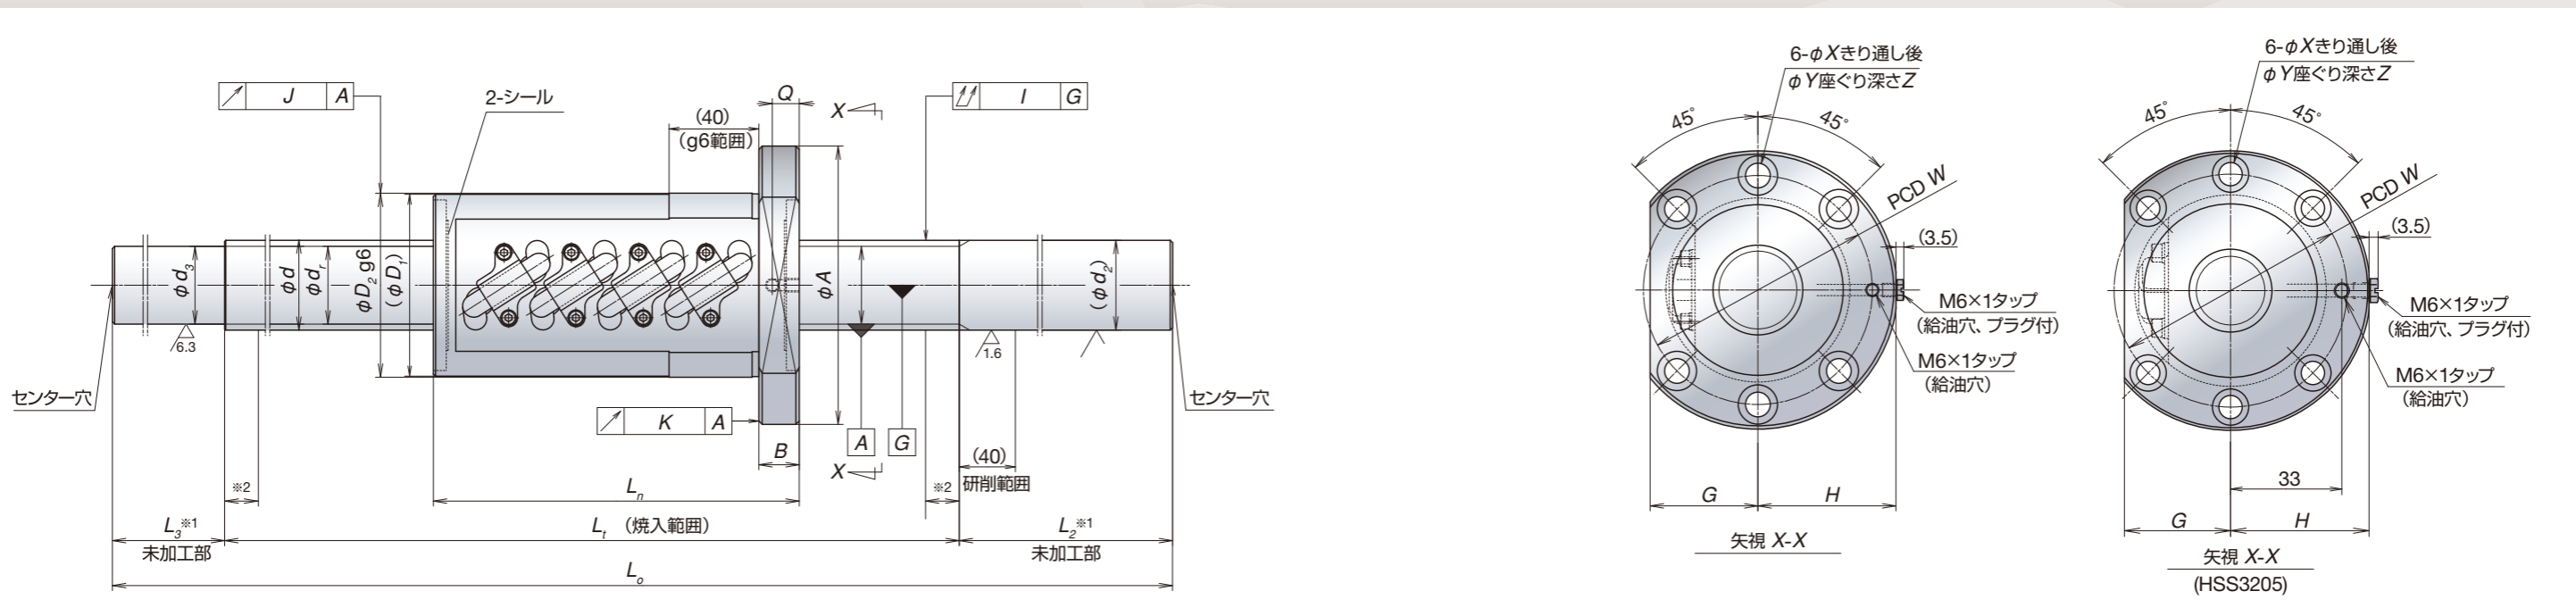 J A
2-シール
(40)
(g6範囲)
Q
X
I G
φd₃
φd
φdᵣ
φD₂ g6
(φD₁)
φA
(φd₂)
6.3
1.6
センター穴
センター穴
K A
A
G
B
X
(40)
研削範囲
※2
Lₙ
※2
L₃※1
未加工部
Lₜ (焼入範囲)
L₂※1
未加工部
Lₒ
6-φXきり通し後
φY座ぐり深さZ
45°
45°
PCD W
(3.5)
M6×1タップ
(給油穴、プラグ付)
M6×1タップ
(給油穴)
G
H
矢視 X-X
6-φXきり通し後
φY座ぐり深さZ
45°
45°
PCD W
(3.5)
M6×1タップ
(給油穴、プラグ付)
M6×1タップ
(給油穴)
33
G
H
矢視 X-X
(HSS3205)